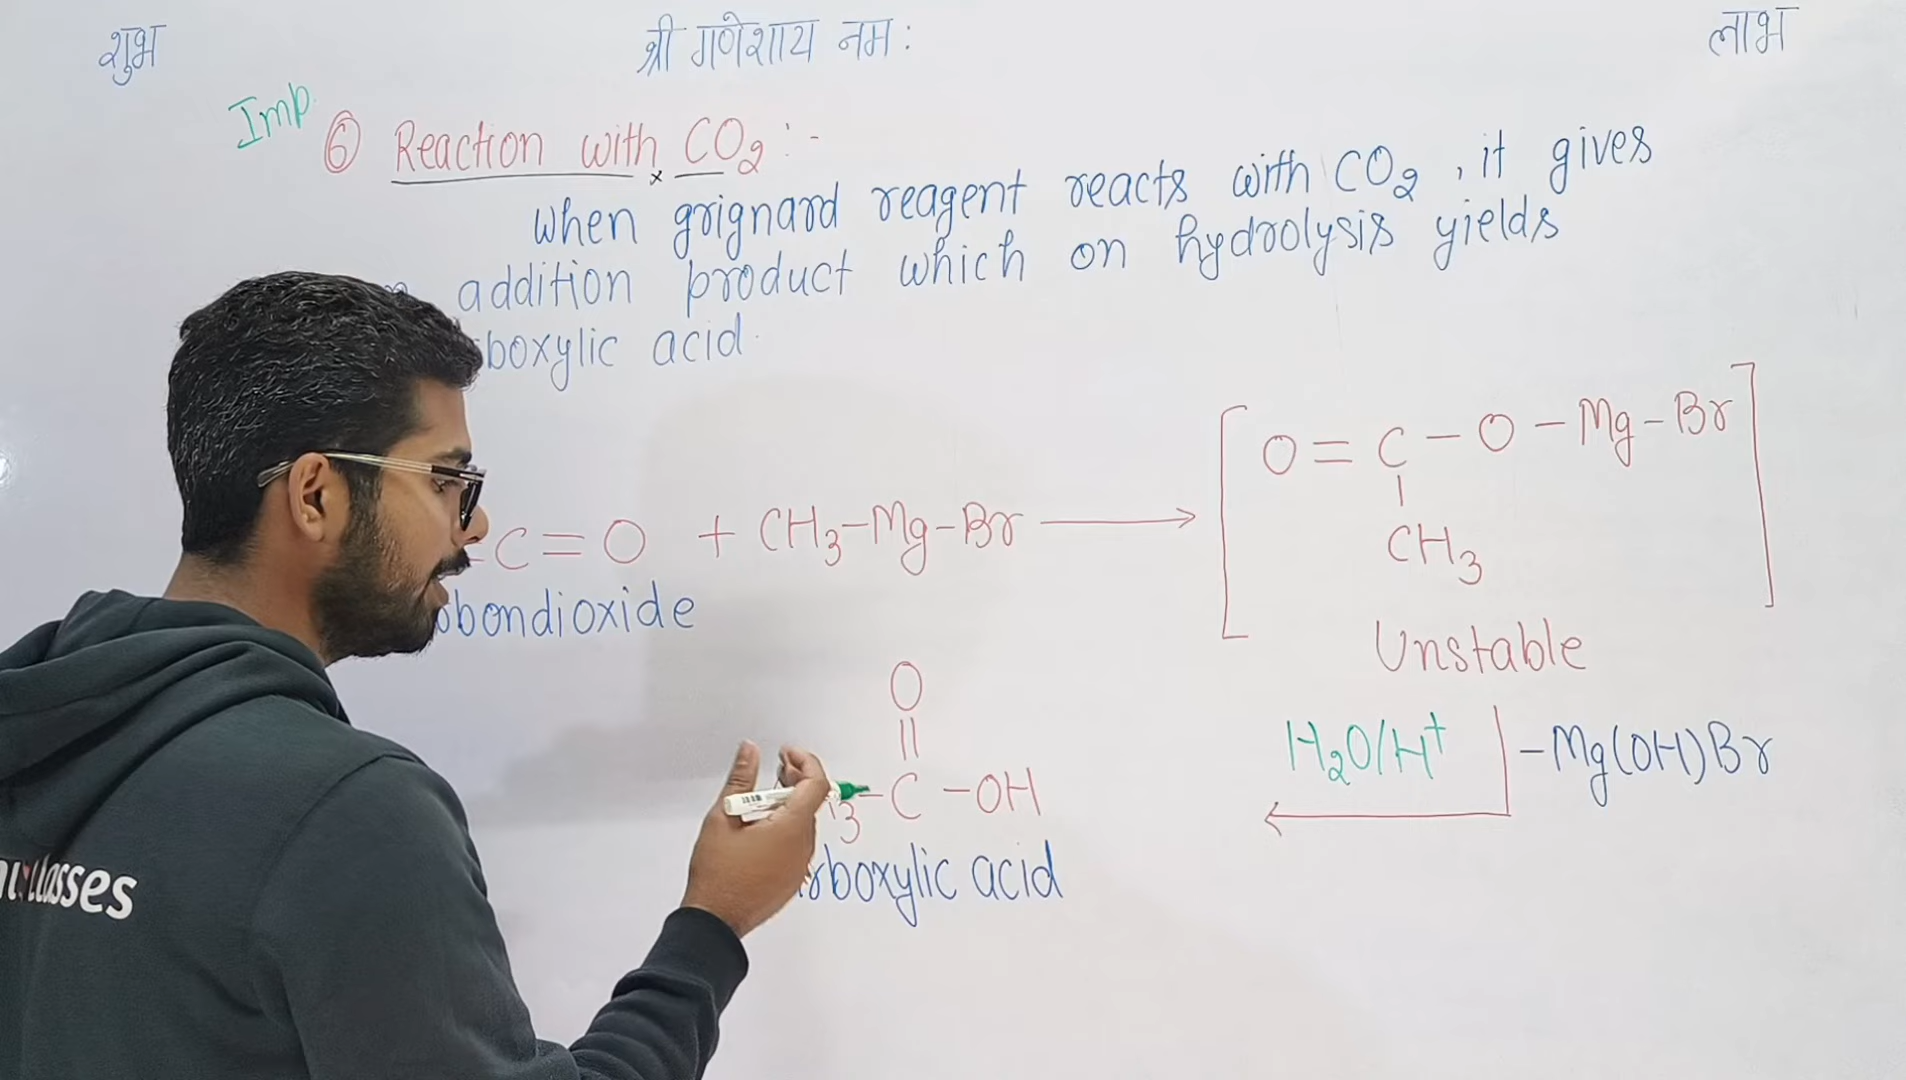 शुभ श्री गणेशाय नमः लाभ
Imp. ⑥ Reaction with CO₂ :-
When grignard reagent reacts with CO₂, it gives
addition product which on hydrolysis yields
boxylic acid.
O = C - O - Mg - Br
|
CH₃
C = O + CH₃-Mg-Br ⟶
bondioxide
Unstable
O
||
H₂O/H⁺ -Mg(OH)Br
3 - C - OH
rboxylic acid
classes